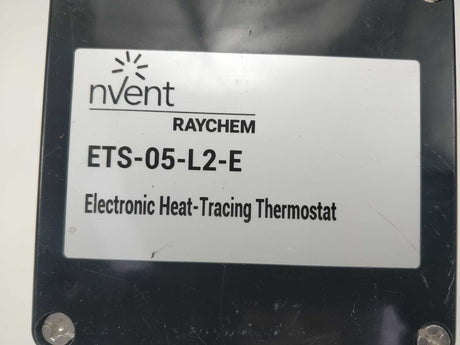 nVent
RAYCHEM
ETS-05-L2-E
Electronic Heat-Tracing Thermostat